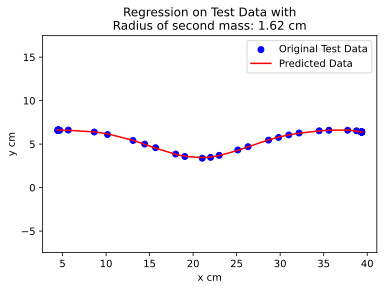 Regression on Test Data with
Radius of second mass: 1.62 cm
Original Test Data
Predicted Data
y cm
15
10
5
0
−5
5 10 15 20 25 30 35 40
x cm